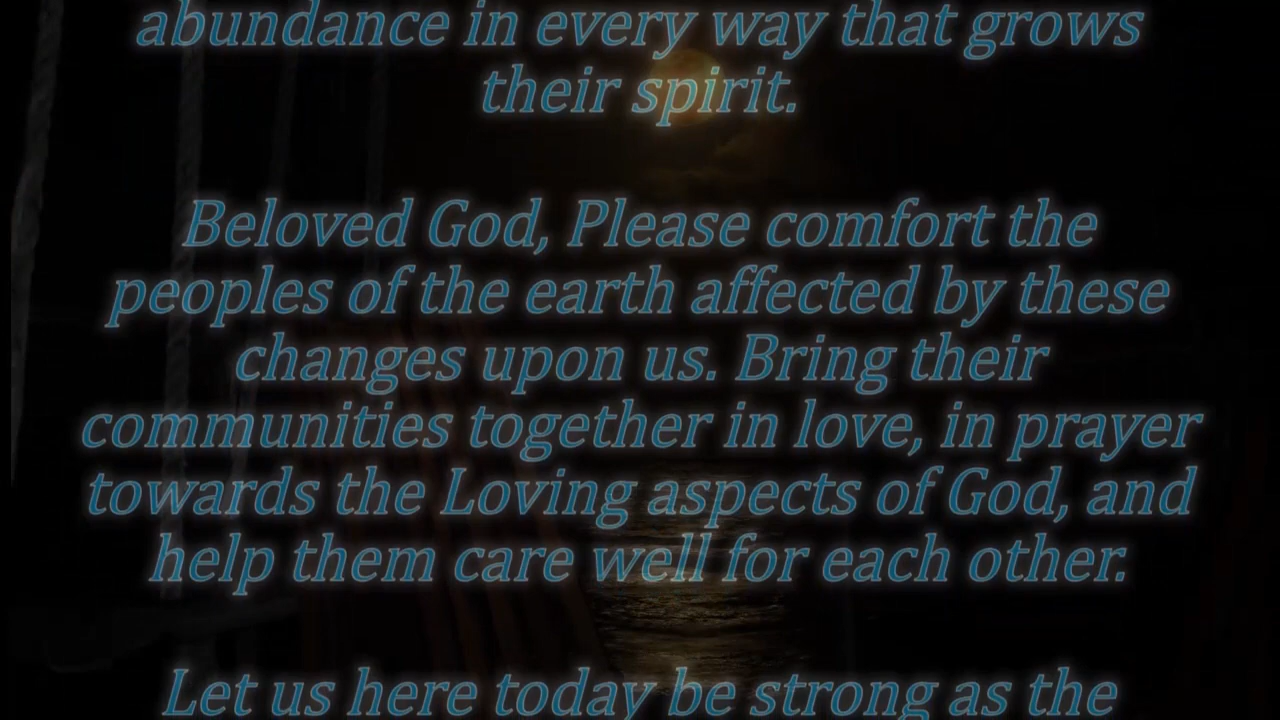 abundance in every way that grows
their spirit.
Beloved God, Please comfort the
peoples of the earth affected by these
changes upon us. Bring their
communities together in love, in prayer
towards the Loving aspects of God, and
help them care well for each other.
Let us here today be strong as the